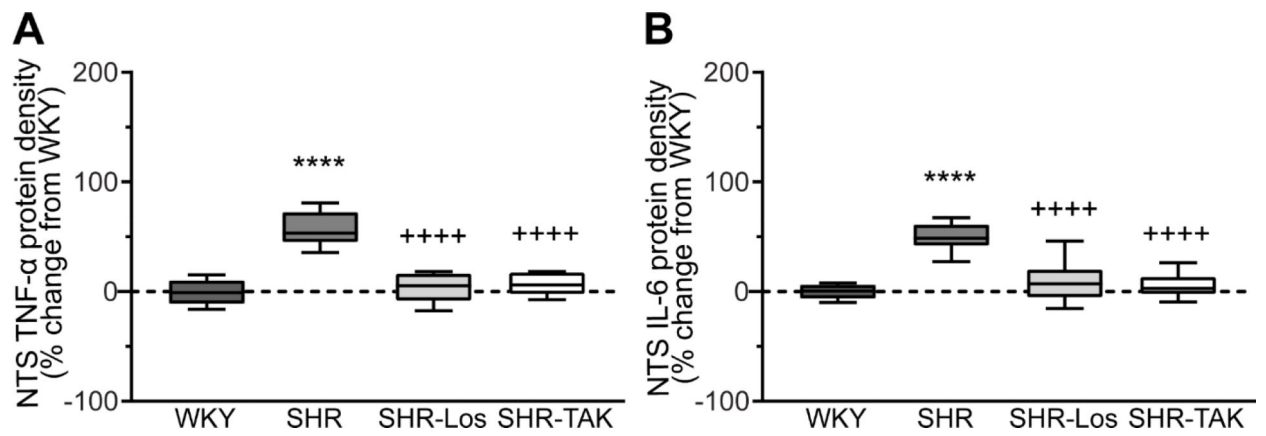 A
NTS TNF-α protein density
(% change from WKY)
200
100
0
-100
****
++++
++++
WKY SHR SHR-Los SHR-TAK
B
NTS IL-6 protein density
(% change from WKY)
200
100
0
-100
****
++++
++++
WKY SHR SHR-Los SHR-TAK